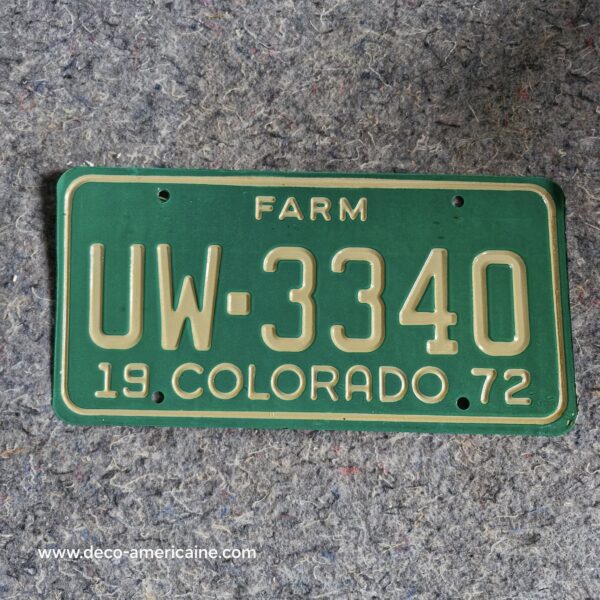 FARM
UW-3340
19 COLORADO 72
www.deco-americaine.com